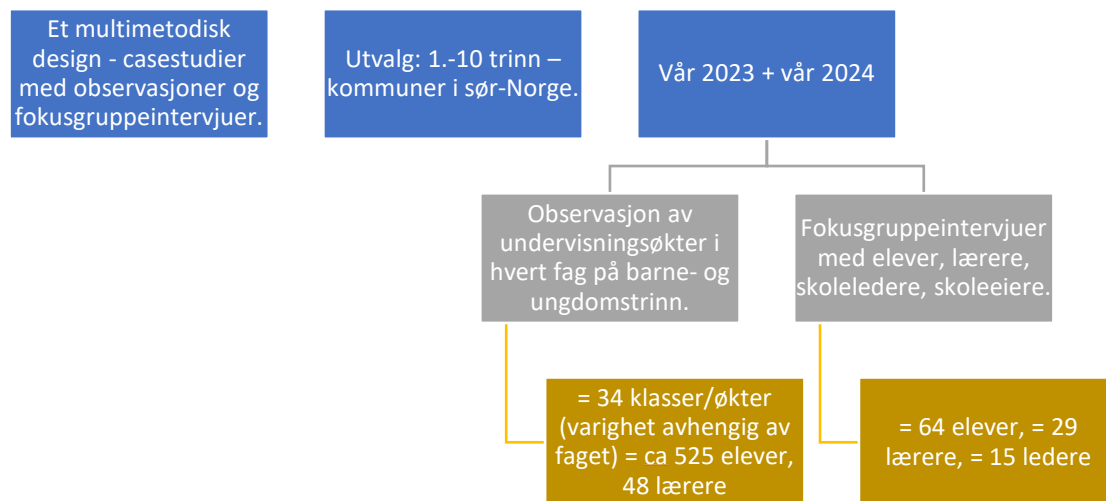 Et multimetodisk
design - casestudier
med observasjoner og
fokusgruppeintervjuer.
Utvalg: 1.-10 trinn –
kommuner i sør-Norge.
Vår 2023 + vår 2024
Observasjon av
undervisningsøkter i
hvert fag på barne- og
ungdomstrinn.
Fokusgruppeintervjuer
med elever, lærere,
skoleledere, skoleeiere.
= 34 klasser/økter
(varighet avhengig av
faget) = ca 525 elever,
48 lærere
= 64 elever, = 29
lærere, = 15 ledere